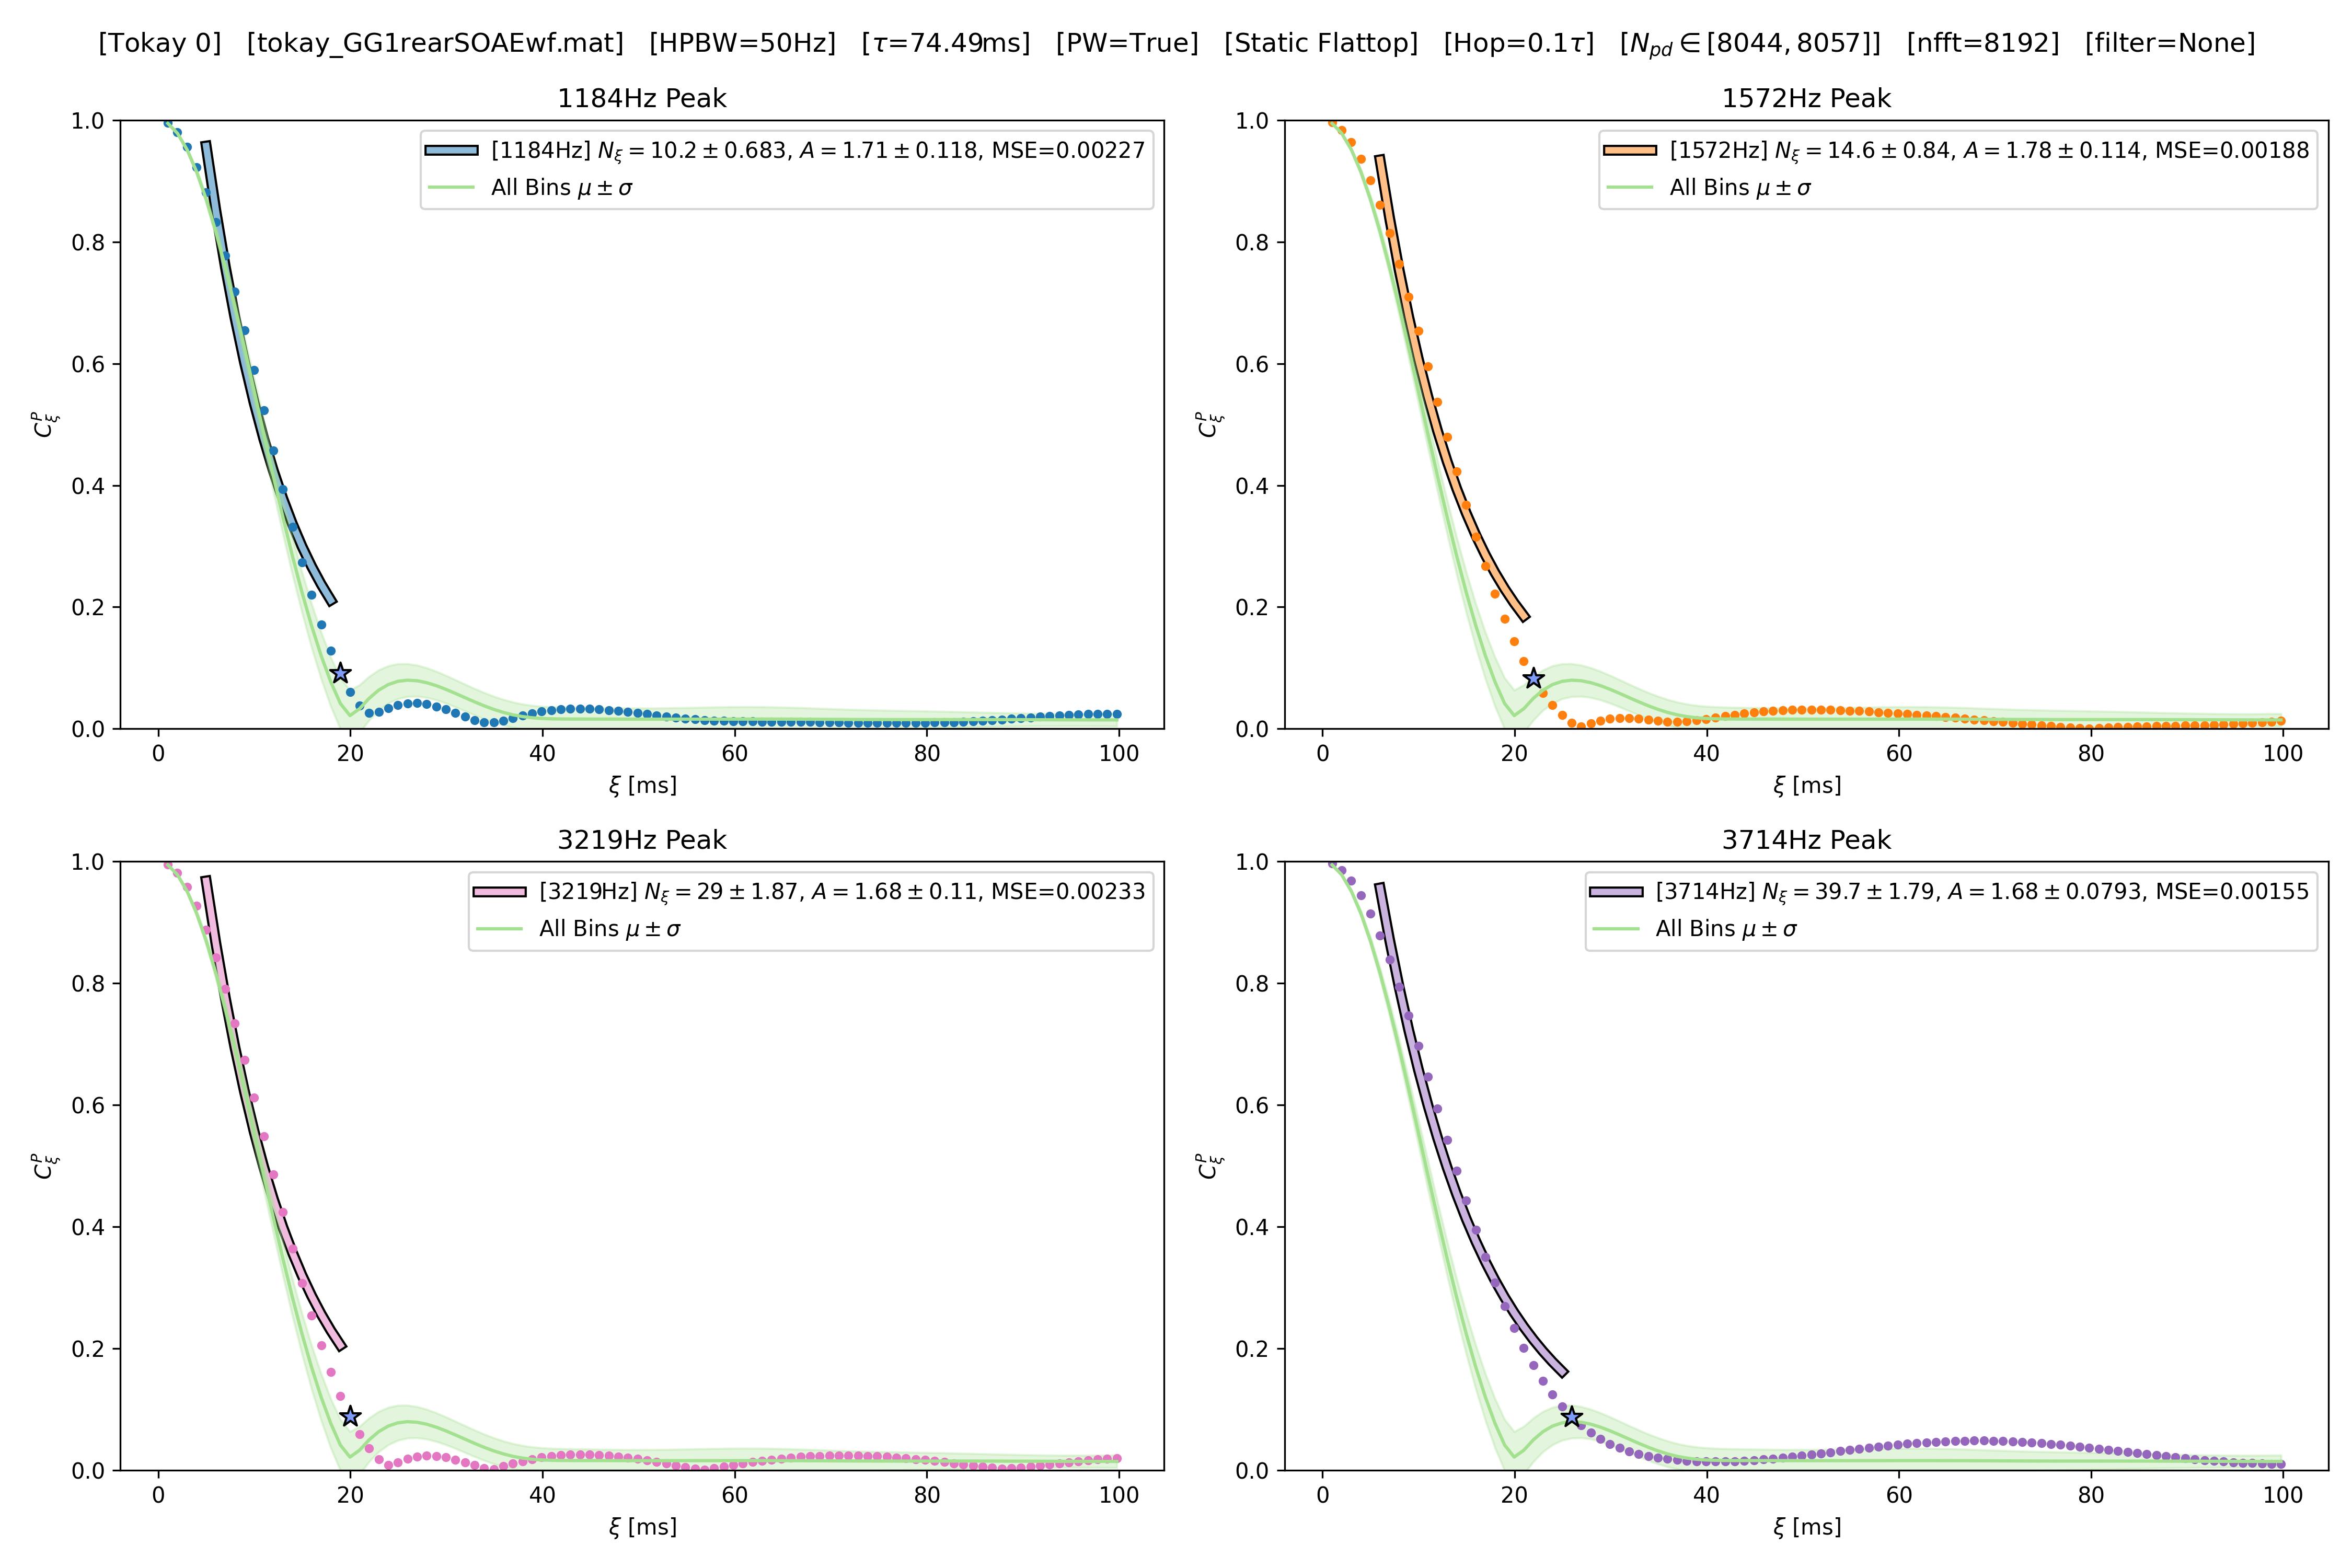 [Tokay 0] [tokay_GG1rearSOAEwf.mat] [HPBW=50Hz] [τ=74.49ms] [PW=True] [Static Flattop] [Hop=0.1τ] [N_pd ∈ [8044, 8057]] [nfft=8192] [filter=None]
1184Hz Peak
[1184Hz] N_ξ = 10.2 ± 0.683, A = 1.71 ± 0.118, MSE=0.00227
All Bins μ ± σ
1.0
0.8
0.6
0.4
0.2
0.0
C_ξ^P
0 20 40 60 80 100
ξ [ms]
1572Hz Peak
[1572Hz] N_ξ = 14.6 ± 0.84, A = 1.78 ± 0.114, MSE=0.00188
All Bins μ ± σ
1.0
0.8
0.6
0.4
0.2
0.0
C_ξ^P
0 20 40 60 80 100
ξ [ms]
3219Hz Peak
[3219Hz] N_ξ = 29 ± 1.87, A = 1.68 ± 0.11, MSE=0.00233
All Bins μ ± σ
1.0
0.8
0.6
0.4
0.2
0.0
C_ξ^P
0 20 40 60 80 100
ξ [ms]
3714Hz Peak
[3714Hz] N_ξ = 39.7 ± 1.79, A = 1.68 ± 0.0793, MSE=0.00155
All Bins μ ± σ
1.0
0.8
0.6
0.4
0.2
0.0
C_ξ^P
0 20 40 60 80 100
ξ [ms]